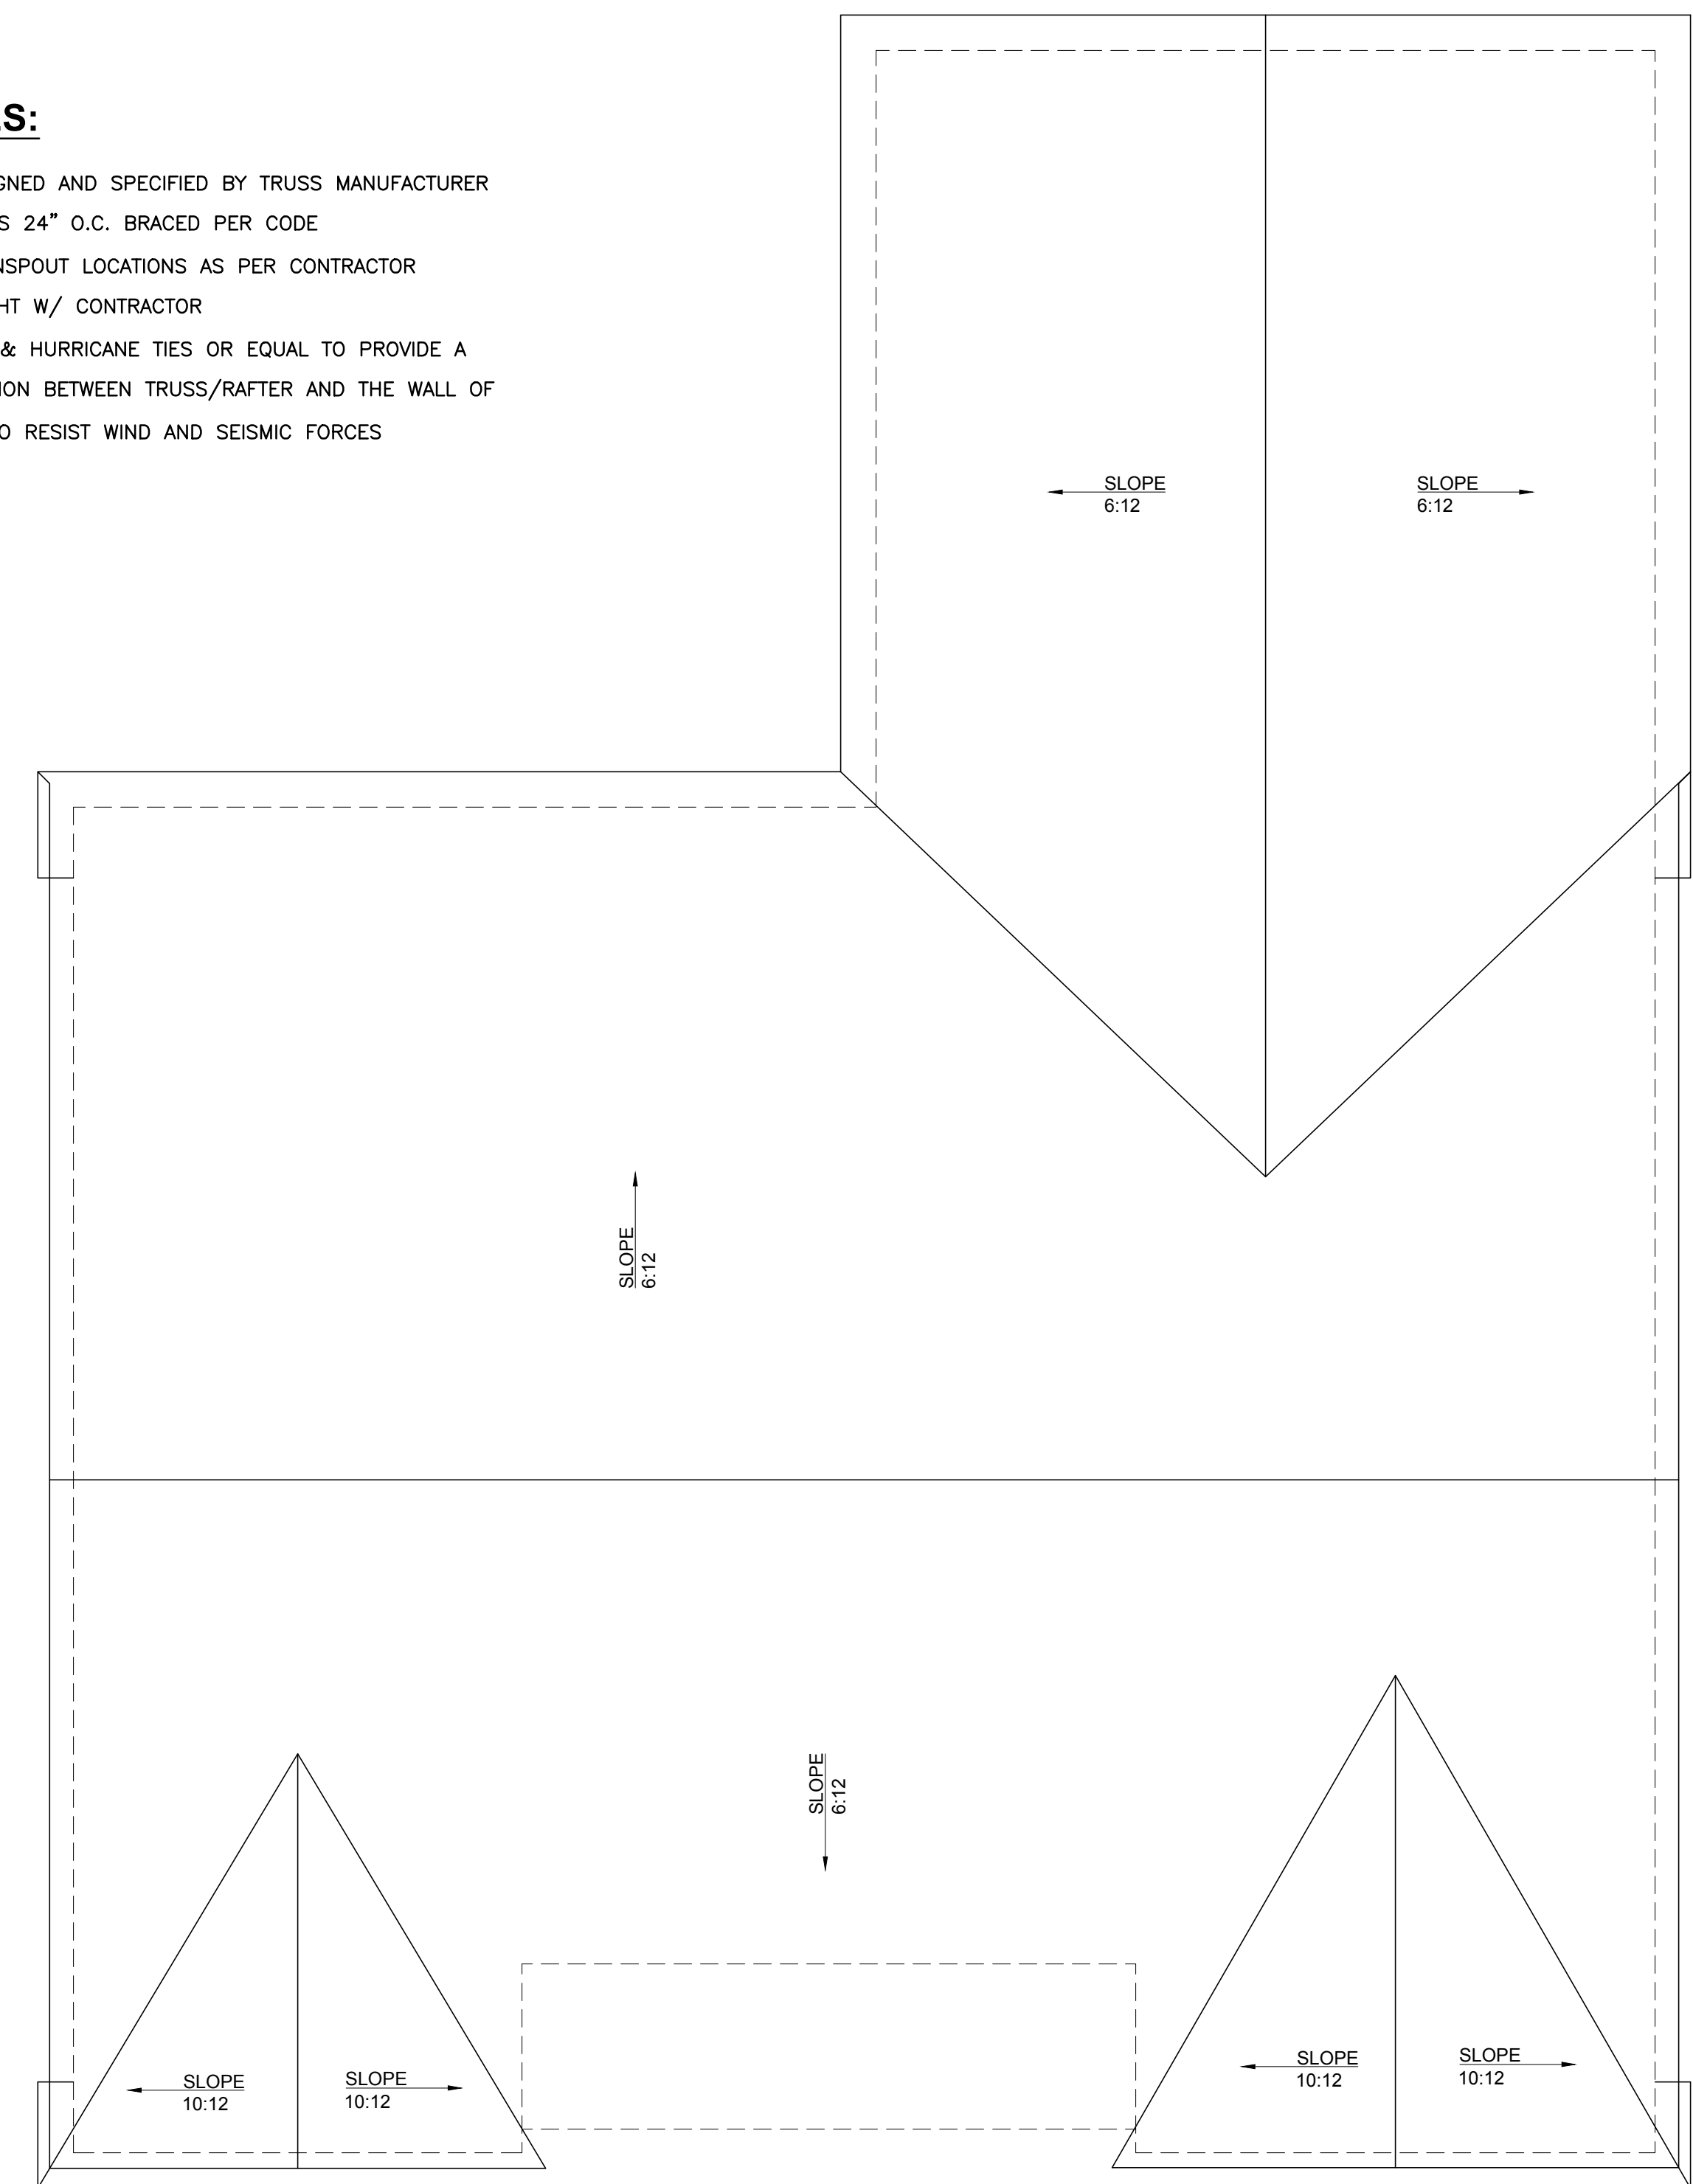 S:
GNED AND SPECIFIED BY TRUSS MANUFACTURER
S 24" O.C. BRACED PER CODE
NSPOUT LOCATIONS AS PER CONTRACTOR
HT W/ CONTRACTOR
& HURRICANE TIES OR EQUAL TO PROVIDE A
ION BETWEEN TRUSS/RAFTER AND THE WALL OF
O RESIST WIND AND SEISMIC FORCES
SLOPE
6:12
SLOPE
6:12
SLOPE
6:12
SLOPE
6:12
SLOPE
10:12
SLOPE
10:12
SLOPE
10:12
SLOPE
10:12